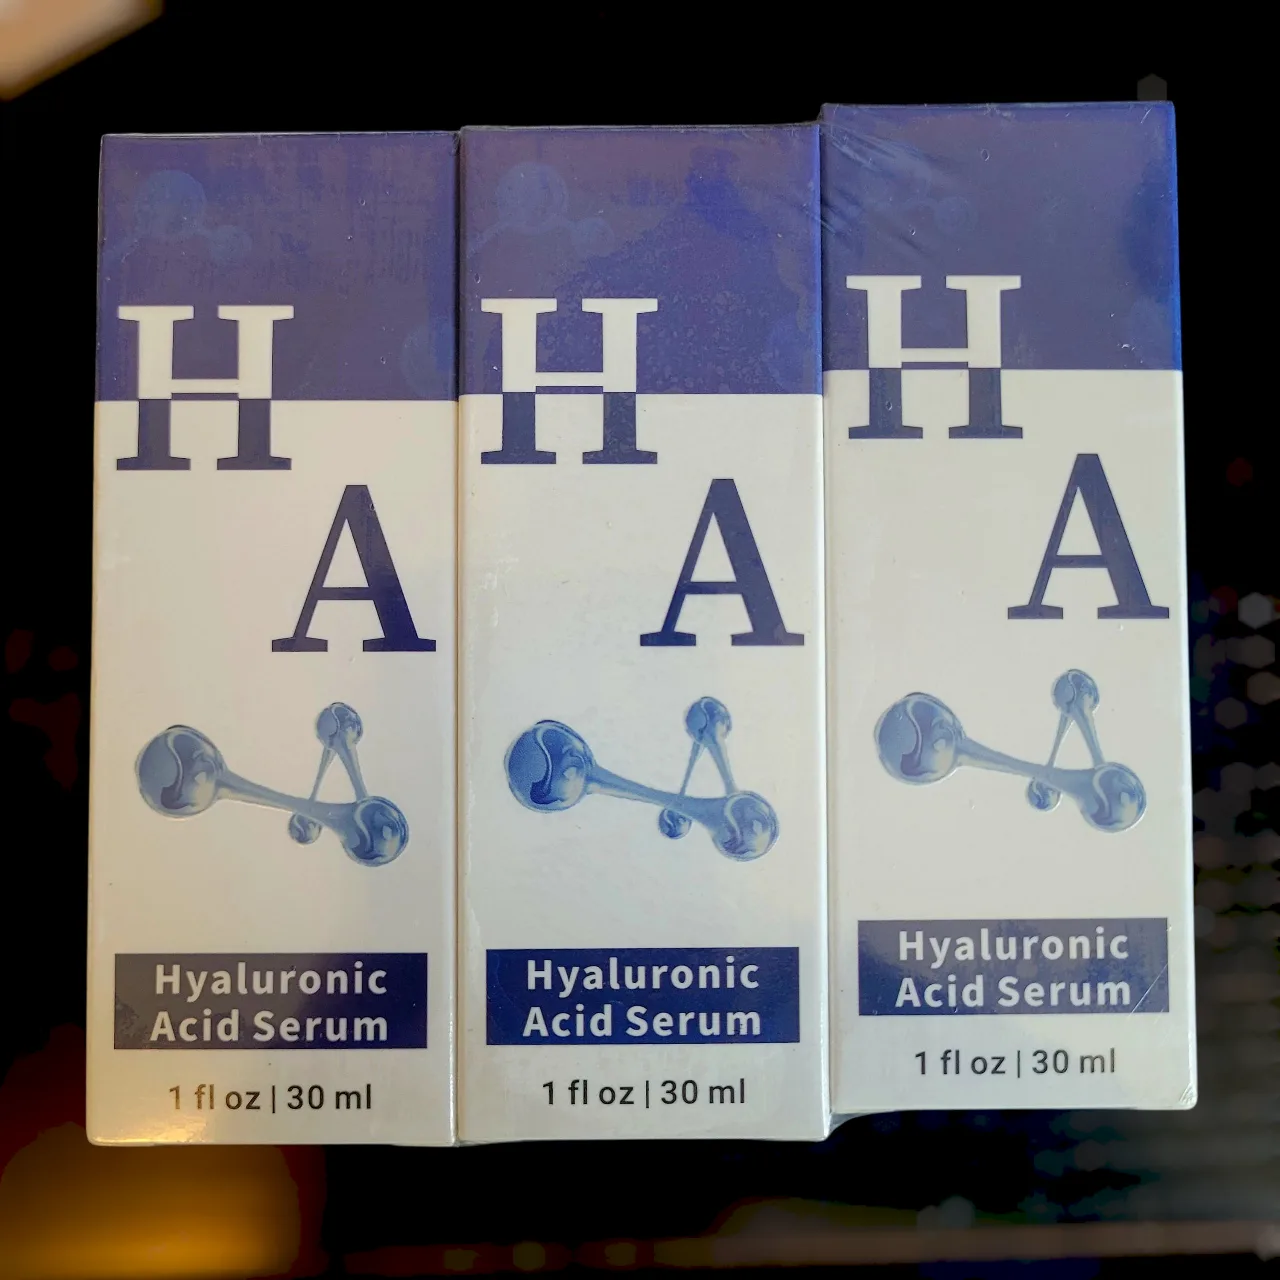 H
A
Hyaluronic
Acid Serum
1 fl oz | 30 ml
H
A
Hyaluronic
Acid Serum
1 fl oz | 30 ml
H
A
Hyaluronic
Acid Serum
1 fl oz | 30 ml